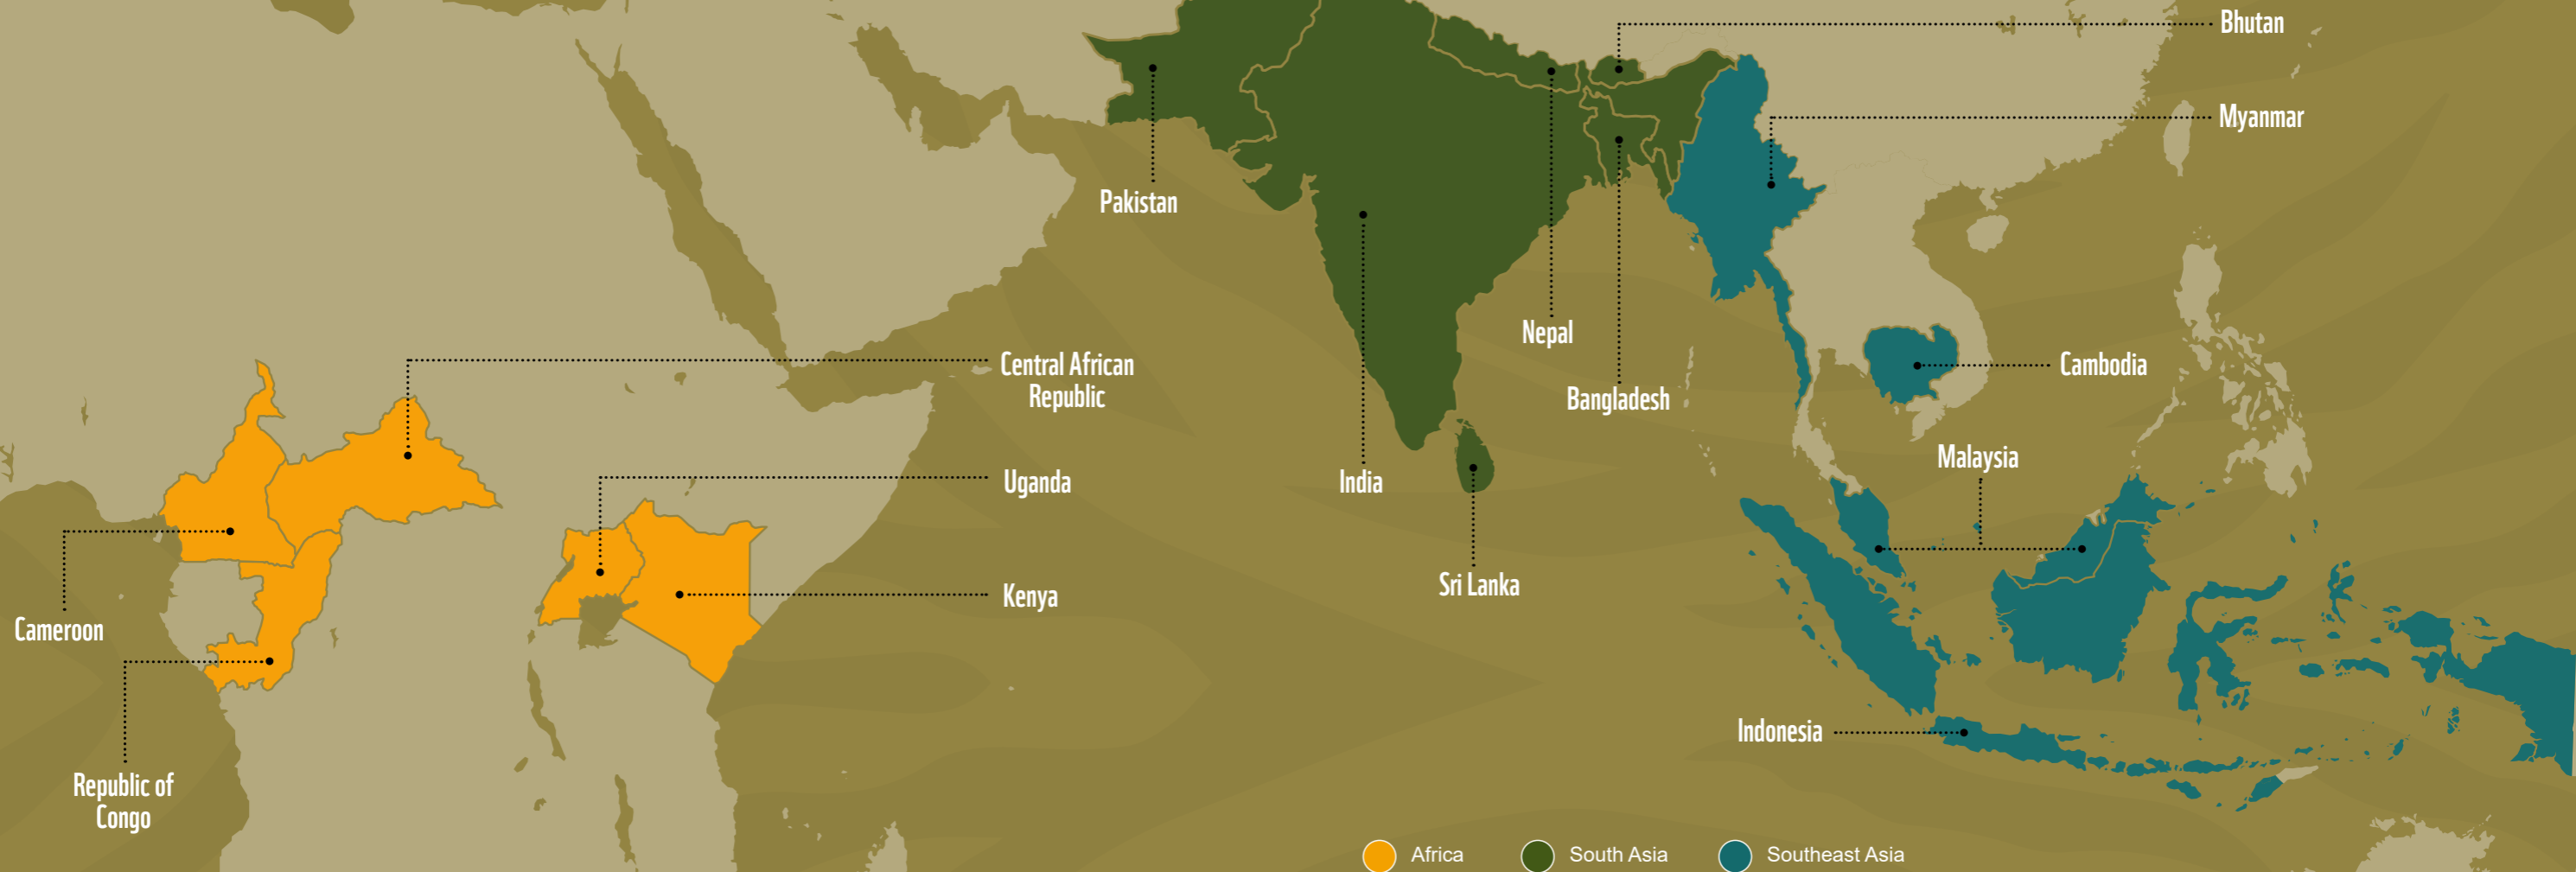 Bhutan
Myanmar
Pakistan
Nepal
Central African
Republic
Cambodia
Bangladesh
Malaysia
Uganda
India
Sri Lanka
Kenya
Cameroon
Indonesia
Republic of
Congo
Africa
South Asia
Southeast Asia